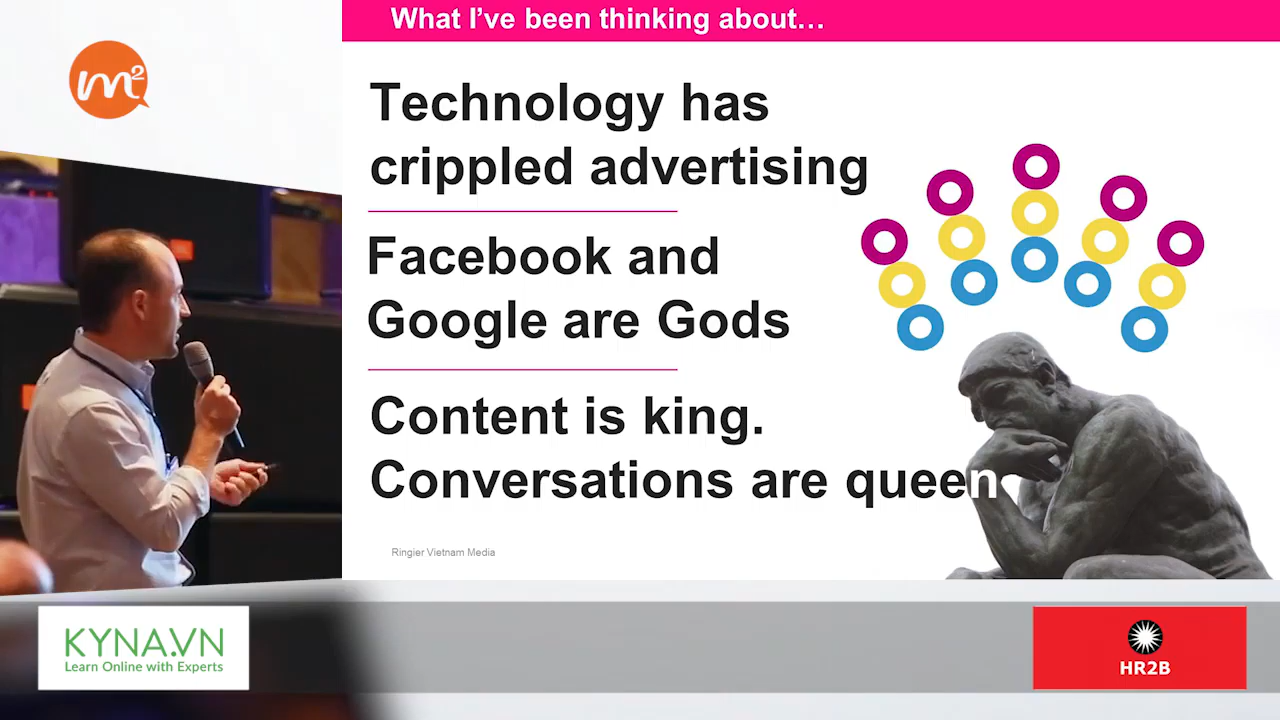 What I've been thinking about…
m2
Technology has
crippled advertising
Facebook and
Google are Gods
Content is king.
Conversations are queen
Ringier Vietnam Media
KYNA.VN
Learn Online with Experts
HR2B